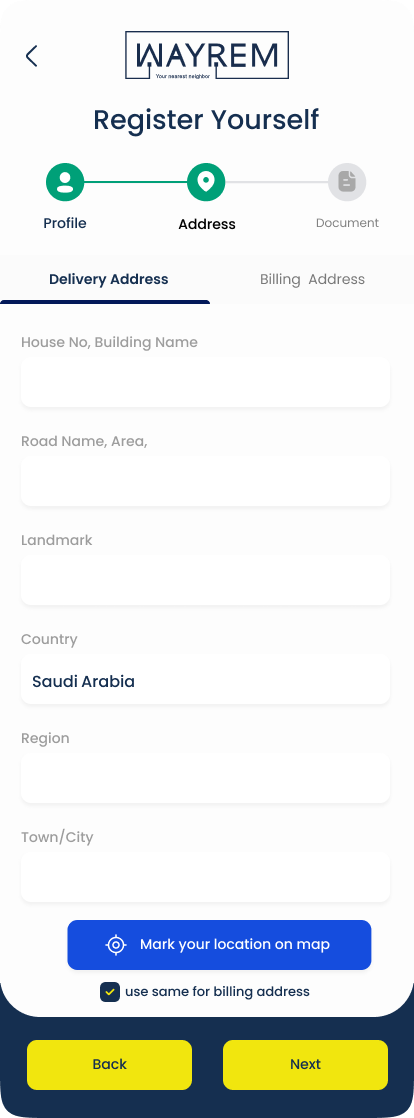 WAYREM
Your nearest neighbor
Register Yourself
Profile
Address
Document
Delivery Address
Billing Address
House No, Building Name
Road Name, Area,
Landmark
Country
Saudi Arabia
Region
Town/City
Mark your location on map
use same for billing address
Back
Next